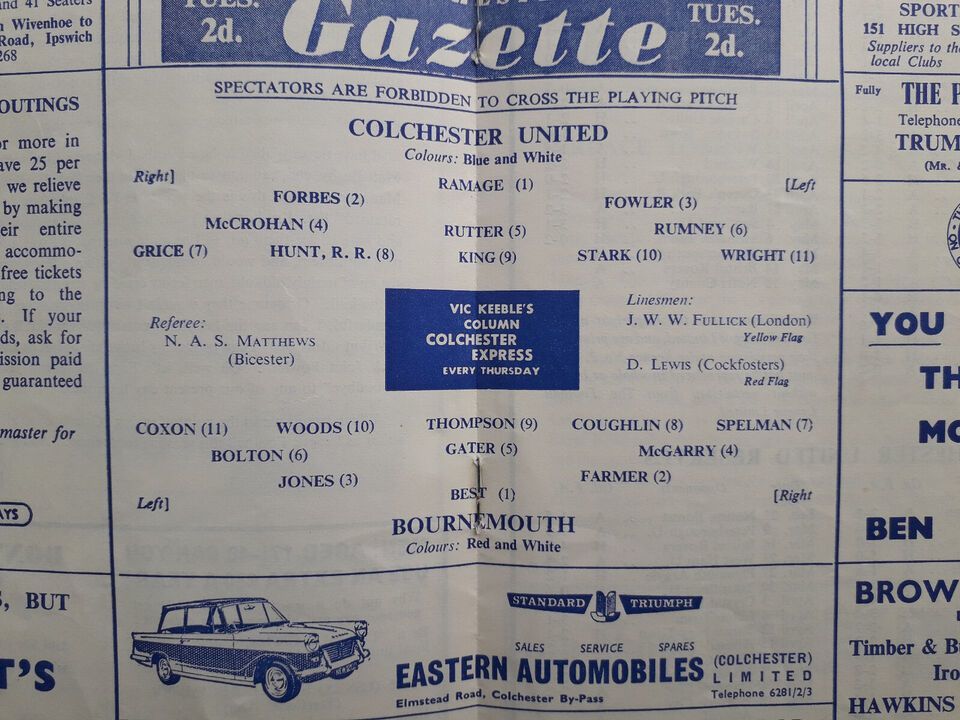 and 41 Seaters
Wivenhoe to
Road, Ipswich
268
OUTINGS
or more in
ave 25 per
we relieve
by making
eir entire
accommo-
free tickets
ng to the
If your
ds, ask for
ission paid
guaranteed
master for
AYS
S, BUT
T'S
TUES.
2d.
Gazette
TUES.
2d.
SPECTATORS ARE FORBIDDEN TO CROSS THE PLAYING PITCH
COLCHESTER UNITED
Colours: Blue and White
Right]
RAMAGE (1)
[Left
FORBES (2)
FOWLER (3)
McCROHAN (4)
RUTTER (5)
RUMNEY (6)
GRICE (7)
HUNT, R. R. (8)
KING (9)
STARK (10)
WRIGHT (11)
Referee:
N. A. S. MATTHEWS
(Bicester)
VIC KEEBLE'S
COLUMN
COLCHESTER
EXPRESS
EVERY THURSDAY
Linesmen:
J. W. W. FULLICK (London)
Yellow Flag
D. LEWIS (Cockfosters)
Red Flag
COXON (11)
WOODS (10)
THOMPSON (9)
COUGHLIN (8)
SPELMAN (7)
BOLTON (6)
GATER (5)
McGARRY (4)
JONES (3)
FARMER (2)
Left]
BEST (1)
[Right
BOURNEMOUTH
Colours: Red and White
STANDARD TRIUMPH
SALES SERVICE SPARES
EASTERN AUTOMOBILES (COLCHESTER) LIMITED
Elmstead Road, Colchester By-Pass
Telephone 6281/2/3
SPORT
151 HIGH S
Suppliers to the
local Clubs
Fully
THE P
Telephone
TRUM
(MR.
YOU
TH
MO
BEN
BROW
Timber & Bu
Iro
HAWKINS